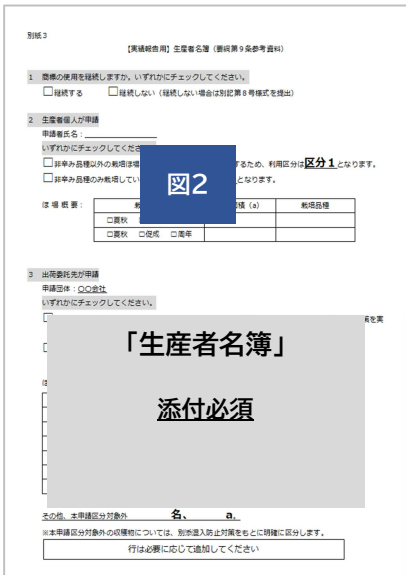 別紙3
【実績報告用】生産者名簿（要綱第9条参考資料）
1 商標の使用を継続しますか。いずれかにチェックしてください。
□継続する □継続しない（継続しない場合は別記第8号様式を提出）
2 生産者個人が申請
申請者氏名：
いずれかにチェックしてくださ
□非辛み品種以外の栽培ほ場 するため、利用区分は区分1となります。
□非辛み品種のみ栽培してい となります。
図2
ほ場概要： 積（a） 栽培品種
□夏秋
□夏秋 □促成 □周年
3 出荷委託先が申請
申請団体：〇〇会社
いずれかにチェックしてください。
策を実
「生産者名簿」
添付必須
ほ
その他、本申請区分対象外 名、 a。
※本申請区分対象外の収穫物については、別添混入防止対策をもとに明確に区分します。
行は必要に応じて追加してください